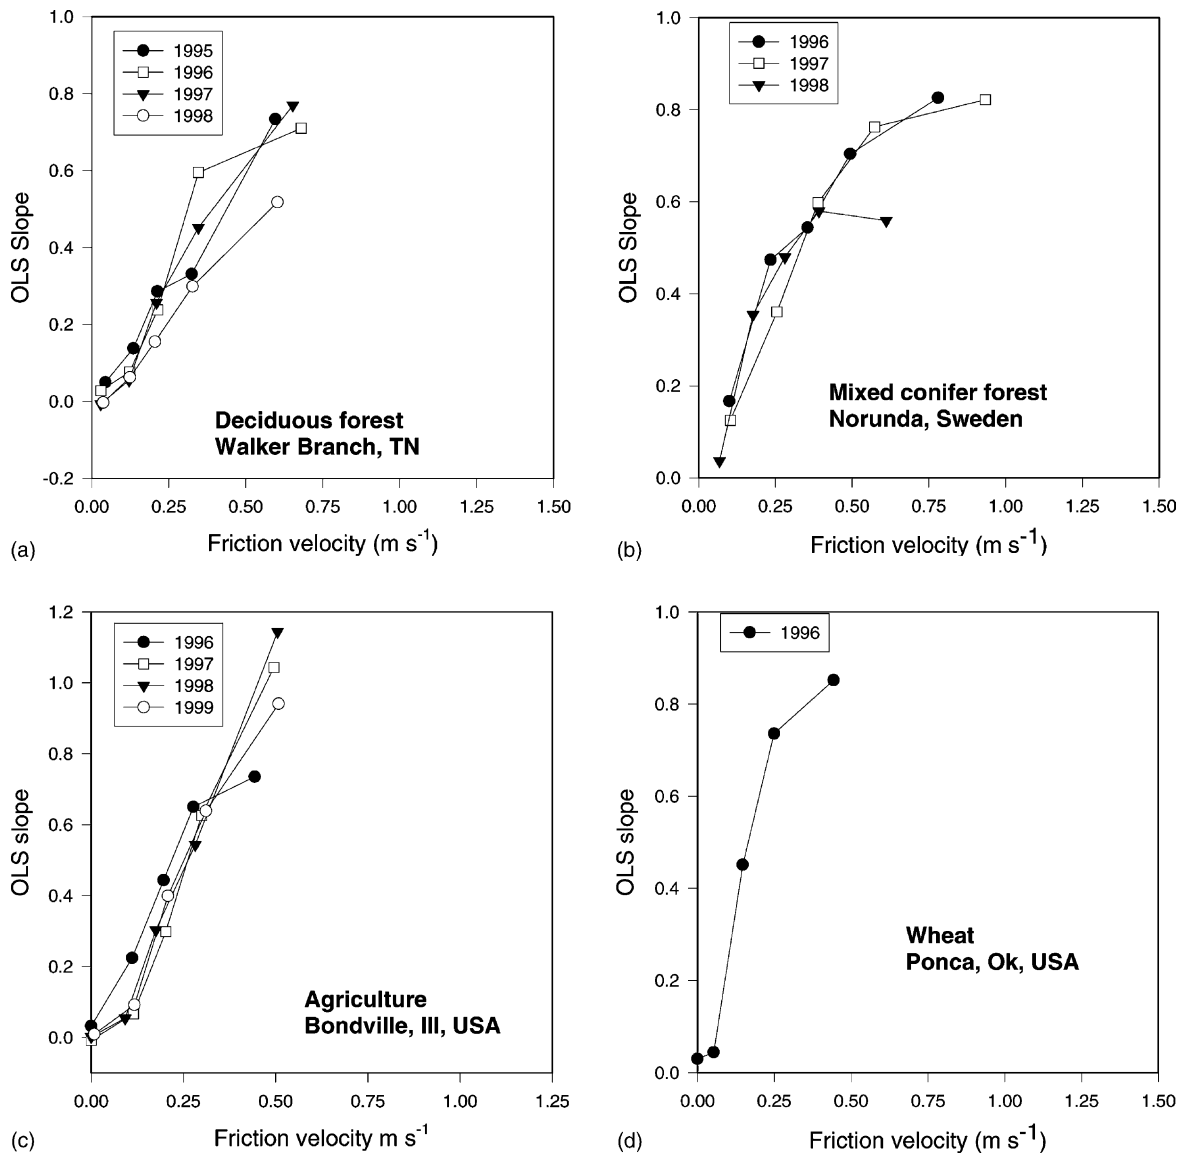 1.0
0.8
0.6
0.4
0.2
0.0
-0.2
OLS Slope
1995
1996
1997
1998
Deciduous forest
Walker Branch, TN
0.00 0.25 0.50 0.75 1.00 1.25 1.50
Friction velocity (m s-1)
(a)
1.0
0.8
0.6
0.4
0.2
0.0
OLS Slope
1996
1997
1998
Mixed conifer forest
Norunda, Sweden
0.00 0.25 0.50 0.75 1.00 1.25 1.50
Friction velocity (m s-1)
(b)
1.2
1.0
0.8
0.6
0.4
0.2
0.0
OLS slope
1996
1997
1998
1999
Agriculture
Bondville, Ill, USA
0.00 0.25 0.50 0.75 1.00 1.25
Friction velocity m s-1
(c)
1.0
0.8
0.6
0.4
0.2
0.0
OLS slope
1996
Wheat
Ponca, Ok, USA
0.00 0.25 0.50 0.75 1.00 1.25 1.50
Friction velocity (m s-1)
(d)